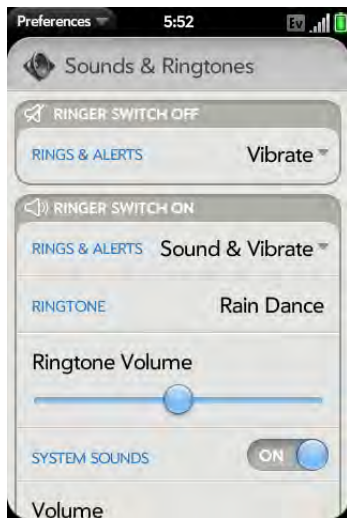 Preferences
5:52
Ev
Sounds & Ringtones
RINGER SWITCH OFF
RINGS & ALERTS Vibrate
RINGER SWITCH ON
RINGS & ALERTS Sound & Vibrate
RINGTONE Rain Dance
Ringtone Volume
SYSTEM SOUNDS ON
Volume